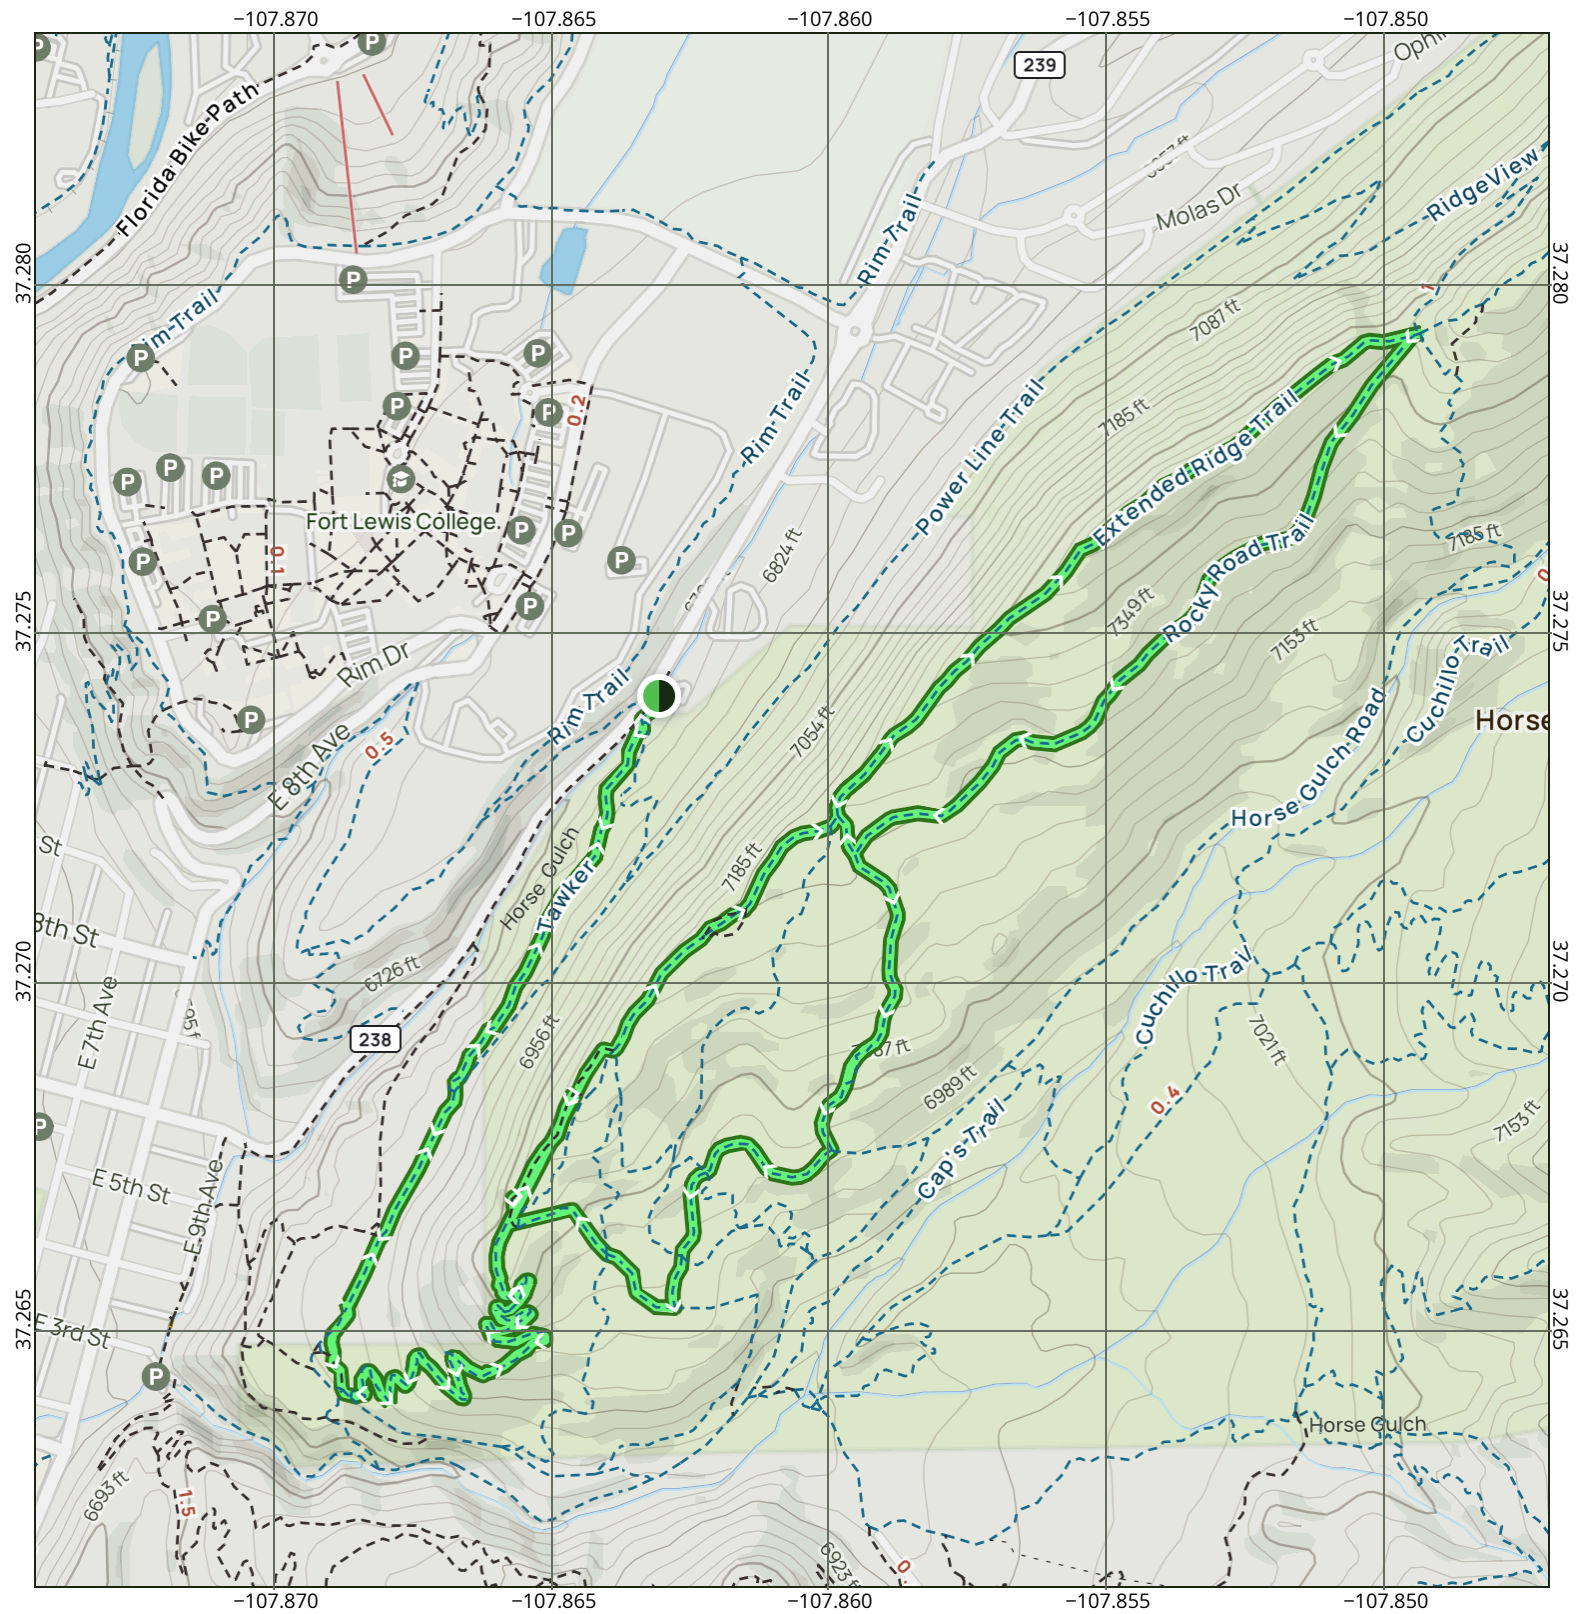 −107.870 −107.865 −107.860 −107.855 −107.850
Florida Bike Path
239
Molas Dr
RidgeView
Rim Trail
37.280
37.280
1
7087 ft
7185 ft
0.2
Rim Trail
Power Line Trail
Extended Ridge Trail
Fort Lewis College
0.1
6824 ft
Rocky Road Trail
7185 ft
7349 ft
7153 ft
37.275
37.275
Rim Dr
Rim Trail
Cuchillo Trail
Horse
E 8th Ave
0.5
7054 ft
Horse Gulch Road
St
Horse Gulch
Tawker
7185 ft
8th St
6726 ft
Cuchillo Trail
37.270
37.270
E 7th Ave
238
6956 ft
7021 ft
6989 ft
0.4
Cap's Trail
7153 ft
E 5th St
E 9th Ave
37.265
37.265
E 3rd St
Horse Gulch
6693 ft
1.5
6923 ft
−107.870 −107.865 −107.860 −107.855 −107.850